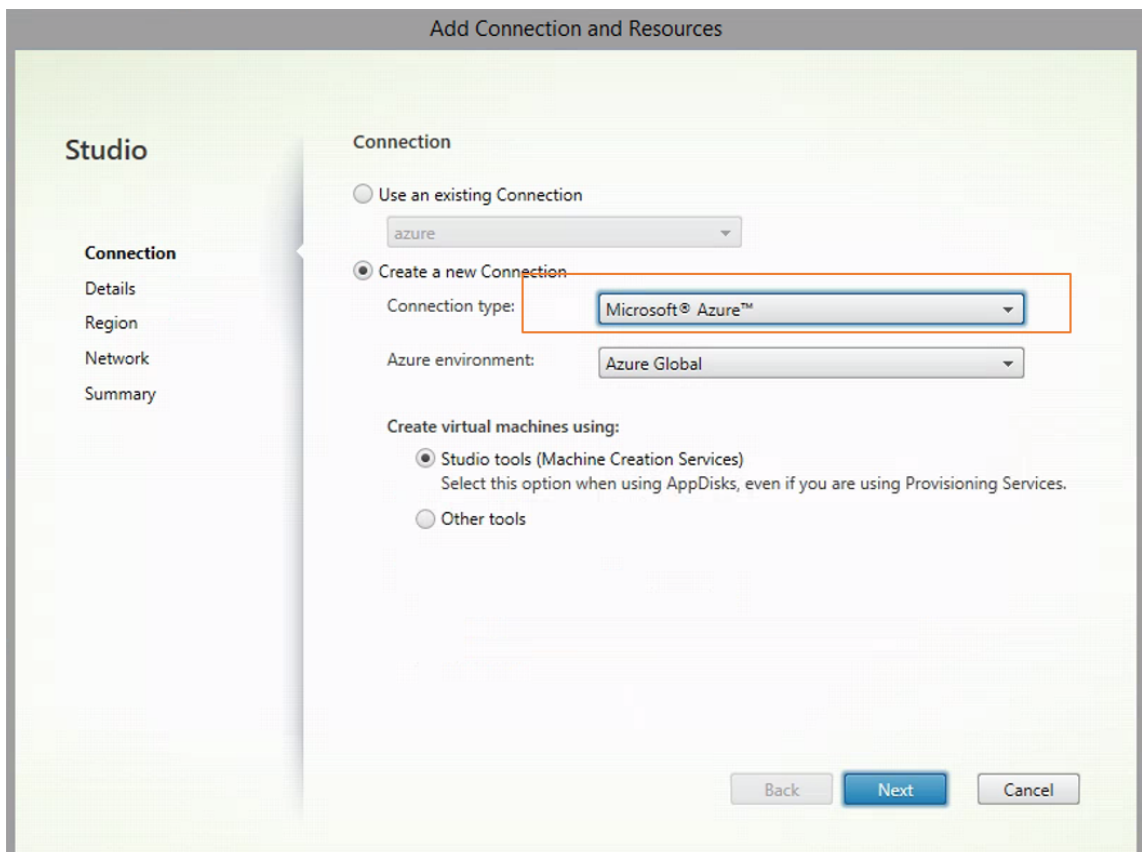 Add Connection and Resources
Studio
Connection
Details
Region
Network
Summary
Connection
Use an existing Connection
azure
Create a new Connection
Connection type:
Microsoft® Azure™
Azure environment:
Azure Global
Create virtual machines using:
Studio tools (Machine Creation Services)
Select this option when using AppDisks, even if you are using Provisioning Services.
Other tools
Back
Next
Cancel